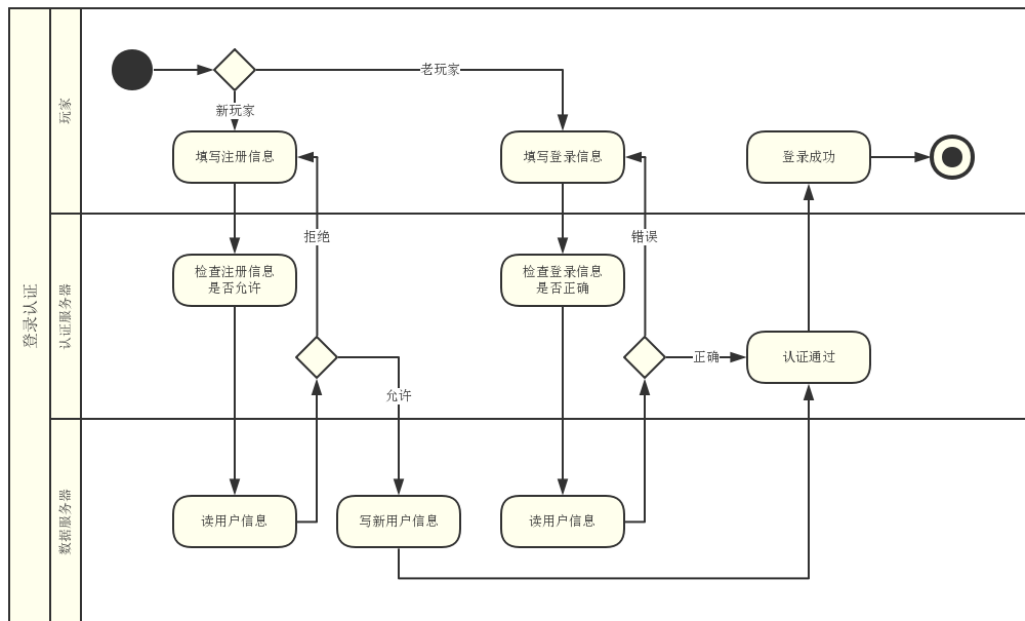 登录认证
玩家
老玩家
新玩家
填写注册信息
填写登录信息
登录成功
认证服务器
拒绝
错误
检查注册信息
是否允许
检查登录信息
是否正确
正确
认证通过
允许
数据服务器
读用户信息
写新用户信息
读用户信息